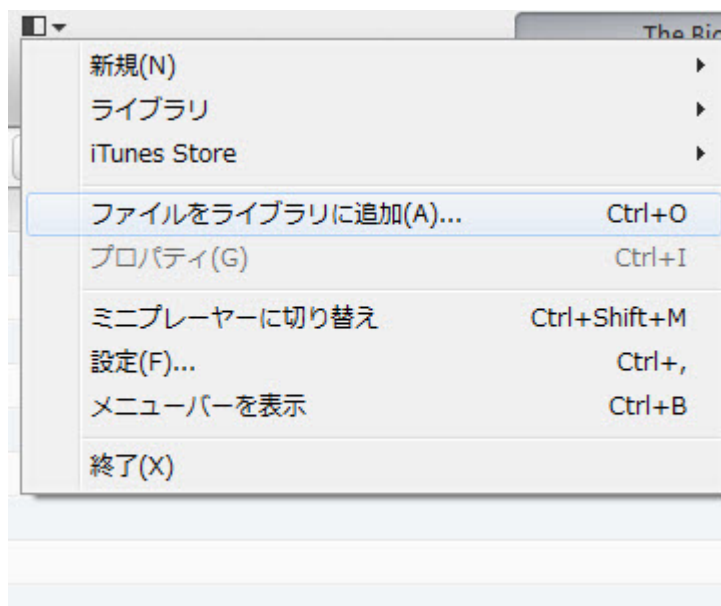 The
新規(N)
ライブラリ
iTunes Store
ファイルをライブラリに追加(A)... Ctrl+O
プロパティ(G) Ctrl+I
ミニプレーヤーに切り替え Ctrl+Shift+M
設定(F)... Ctrl+,
メニューバーを表示 Ctrl+B
終了(X)